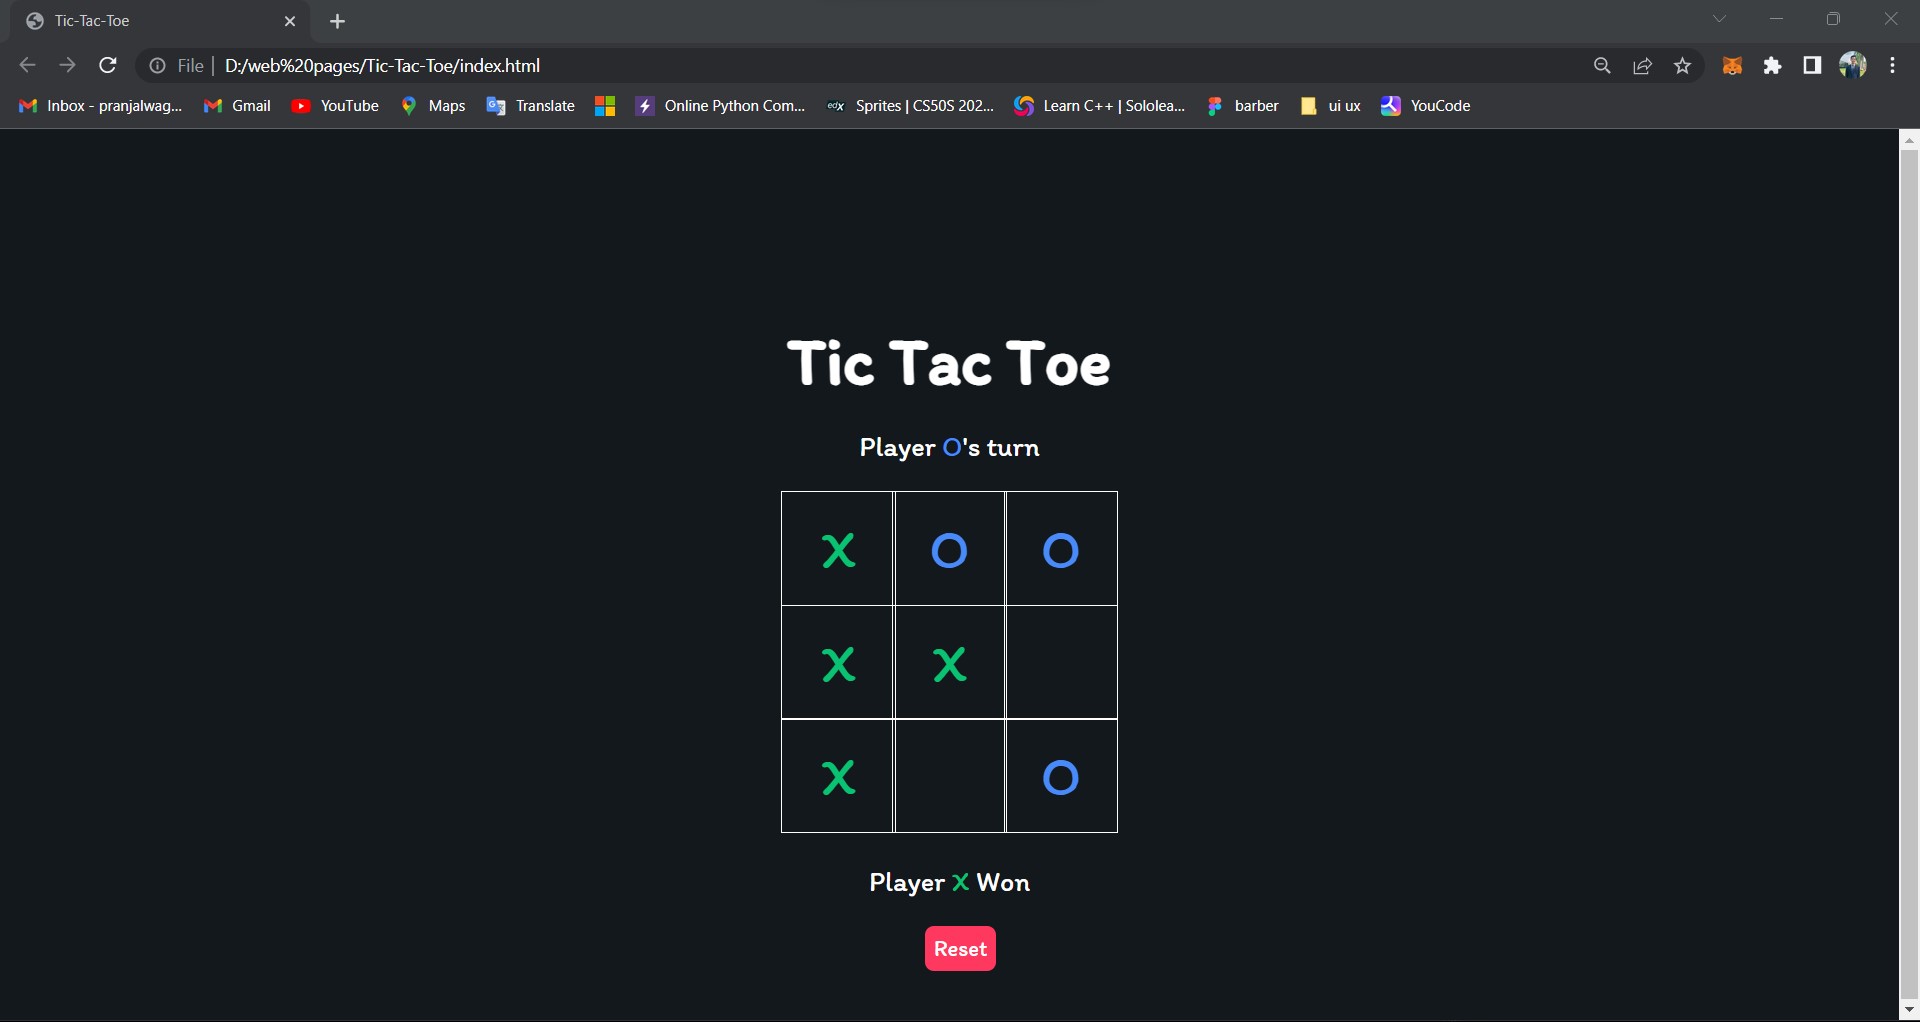 Tic-Tac-Toe
File | D:/web%20pages/Tic-Tac-Toe/index.html
Inbox - pranjalwag... Gmail YouTube Maps Translate Online Python Com... edX Sprites | CS50S 202... Learn C++ | Sololea... barber ui ux YouCode
Tic Tac Toe
Player O's turn
X O O
X X
X O
Player X Won
Reset